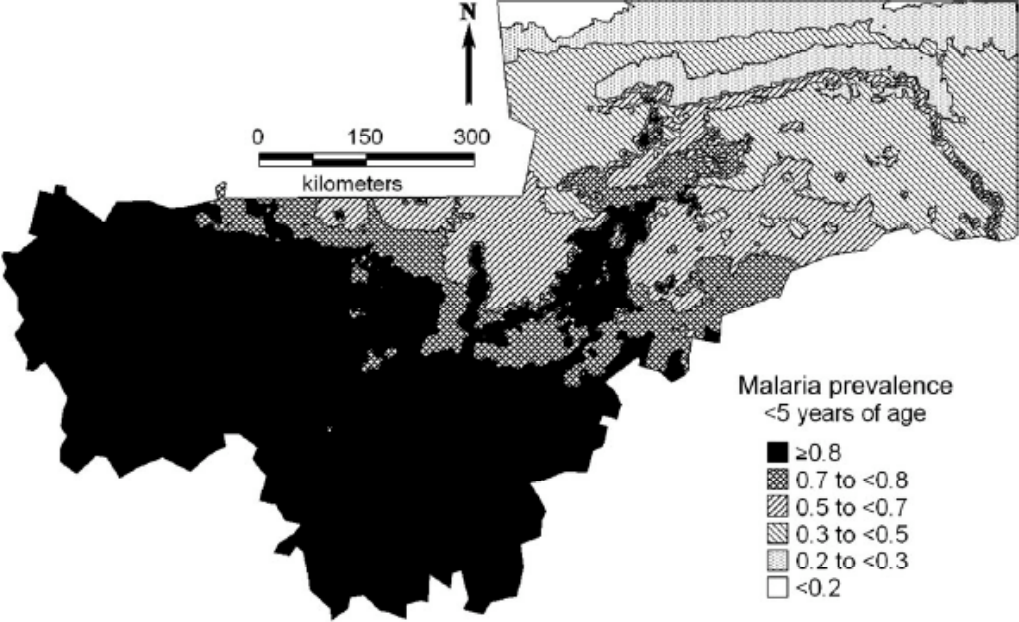 N
0 150 300
kilometers
Malaria prevalence
<5 years of age
≥0.8
0.7 to <0.8
0.5 to <0.7
0.3 to <0.5
0.2 to <0.3
<0.2